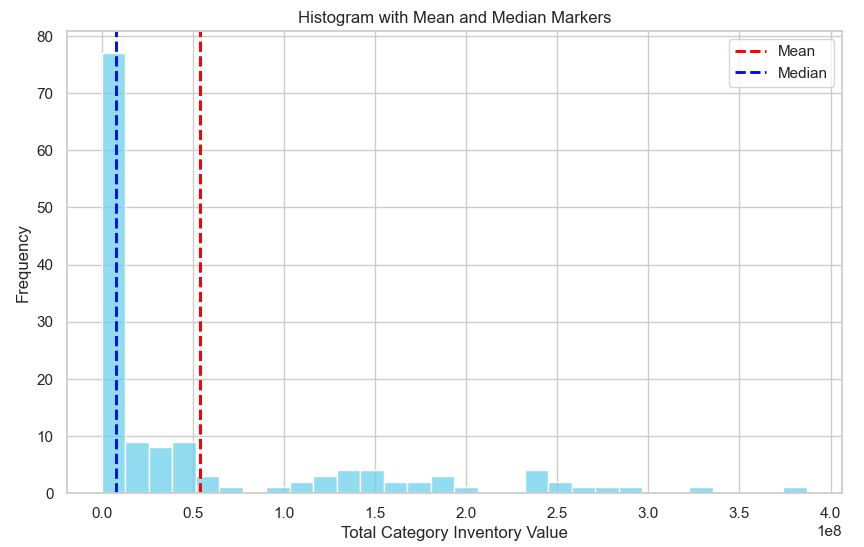 Histogram with Mean and Median Markers
Mean
Median
80
70
60
50
40
30
20
10
0
Frequency
0.0 0.5 1.0 1.5 2.0 2.5 3.0 3.5 4.0
1e8
Total Category Inventory Value